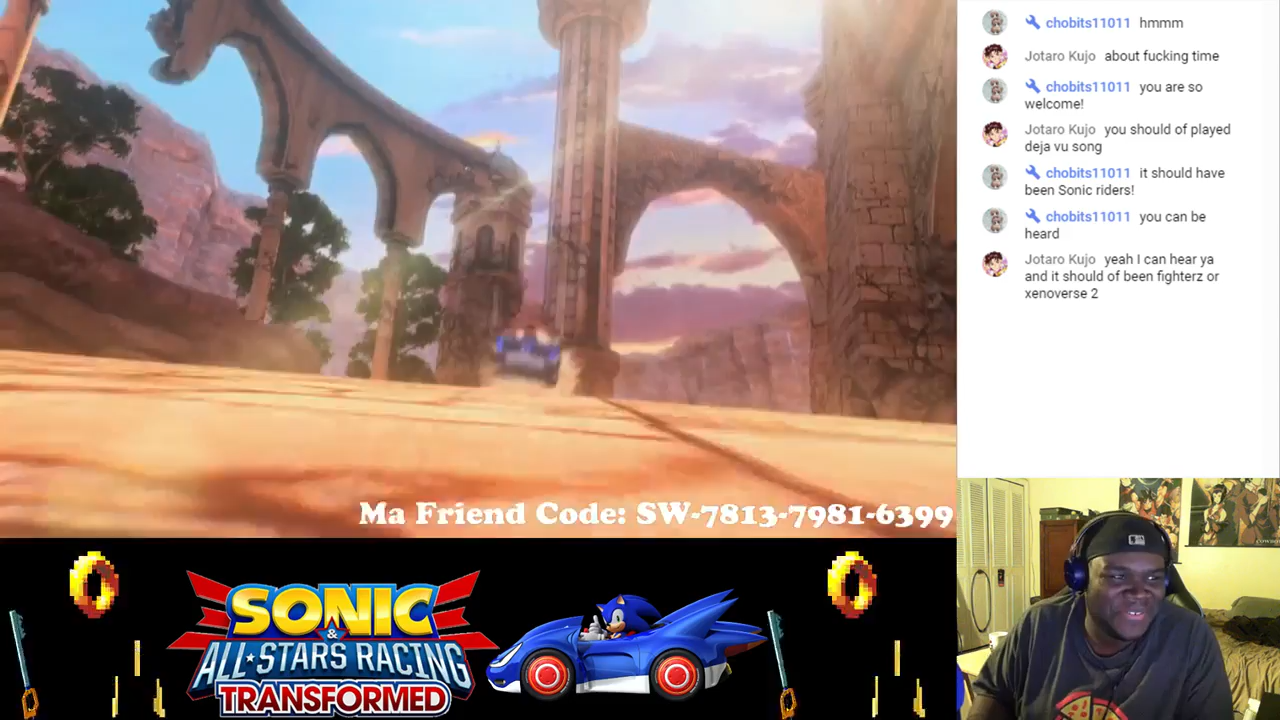 chobits11011 hmmm
Jotaro Kujo about fucking time
chobits11011 you are so
welcome!
Jotaro Kujo you should of played
deja vu song
chobits11011 it should have
been Sonic riders!
chobits11011 you can be
heard
Jotaro Kujo yeah I can hear ya
and it should of been fighterz or
xenoverse 2
Ma Friend Code: SW-7813-7981-6399
SONIC
&
ALL★STARS RACING
TRANSFORMED